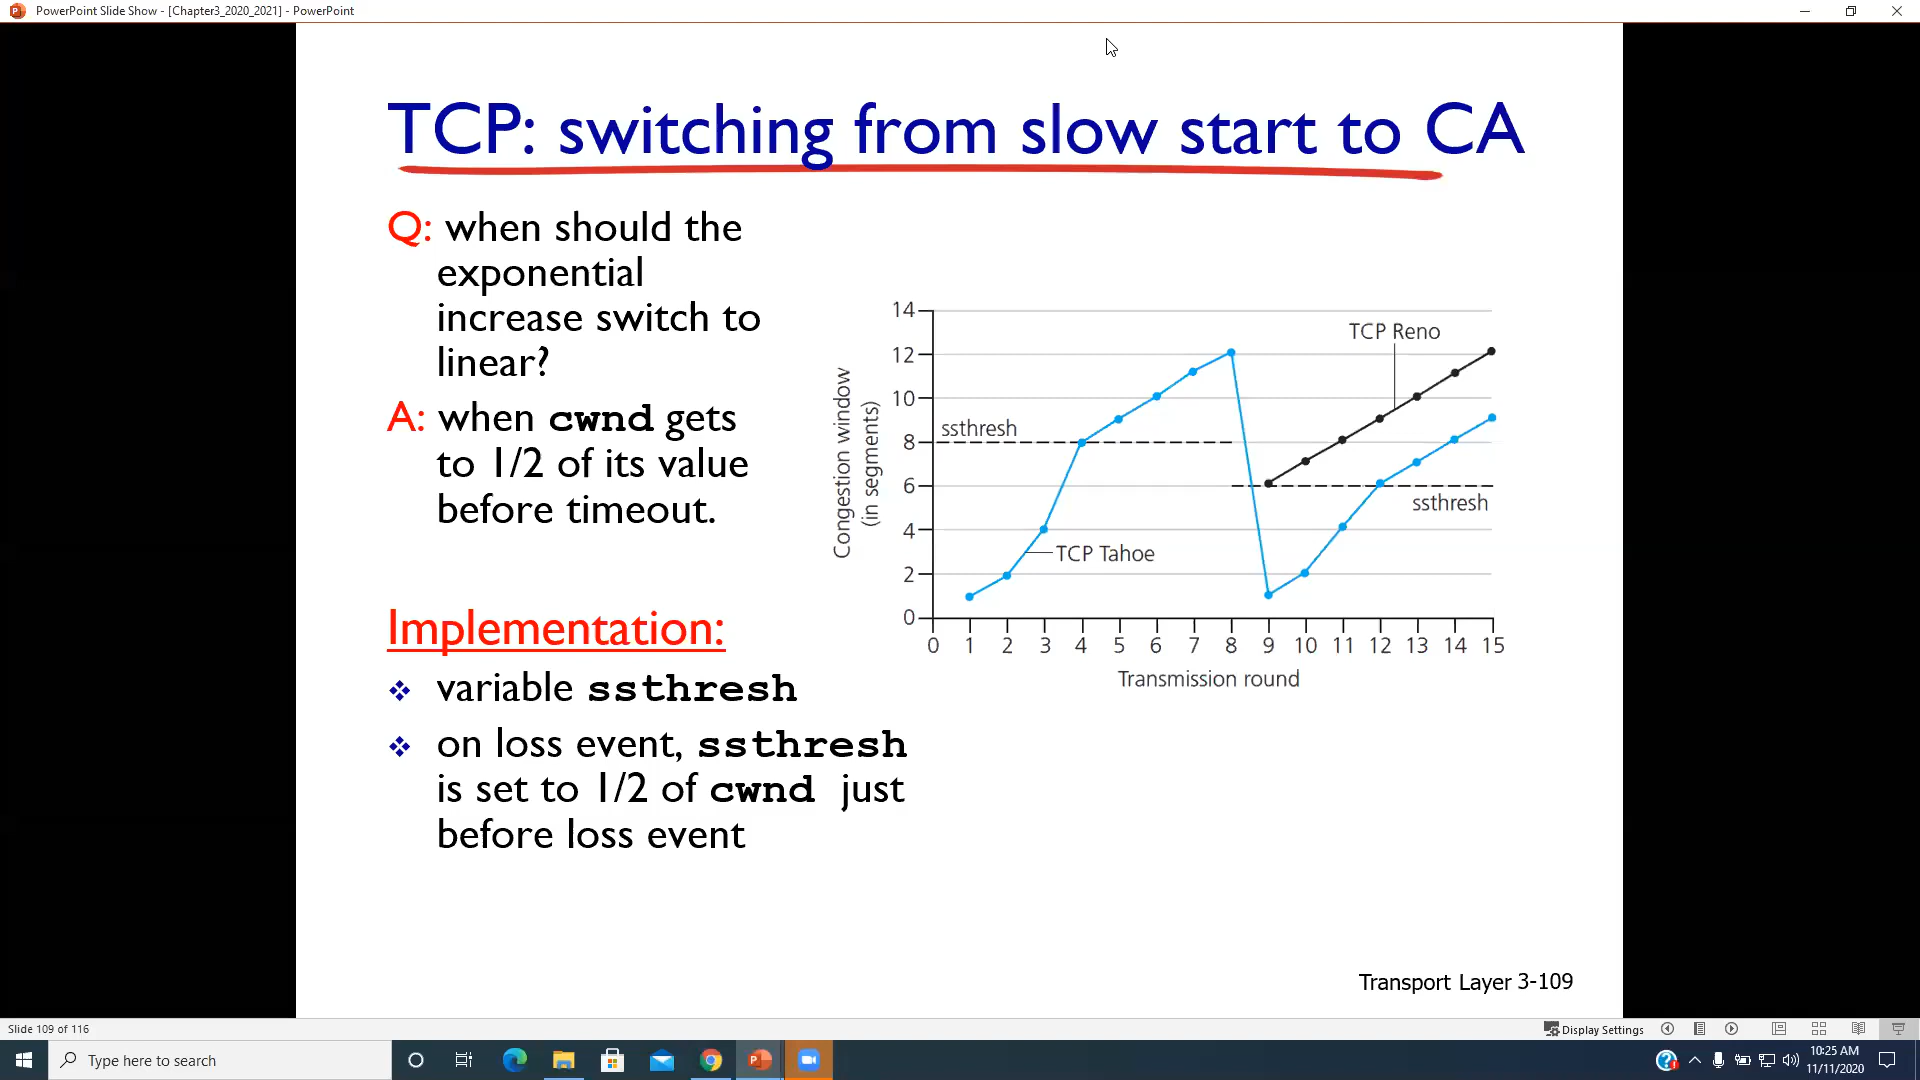 PowerPoint Slide Show - [Chapter3_2020_2021] - PowerPoint
TCP: switching from slow start to CA
Q: when should the
exponential
increase switch to
linear?
A: when cwnd gets
to 1/2 of its value
before timeout.
Implementation:
variable ssthresh
on loss event, ssthresh
is set to 1/2 of cwnd just
before loss event
Congestion window
(in segments)
14
12
10
8
6
4
2
0
ssthresh
TCP Tahoe
TCP Reno
ssthresh
0 1 2 3 4 5 6 7 8 9 10 11 12 13 14 15
Transmission round
Transport Layer 3-109
Slide 109 of 116
Display Settings
Type here to search
10:25 AM
11/11/2020